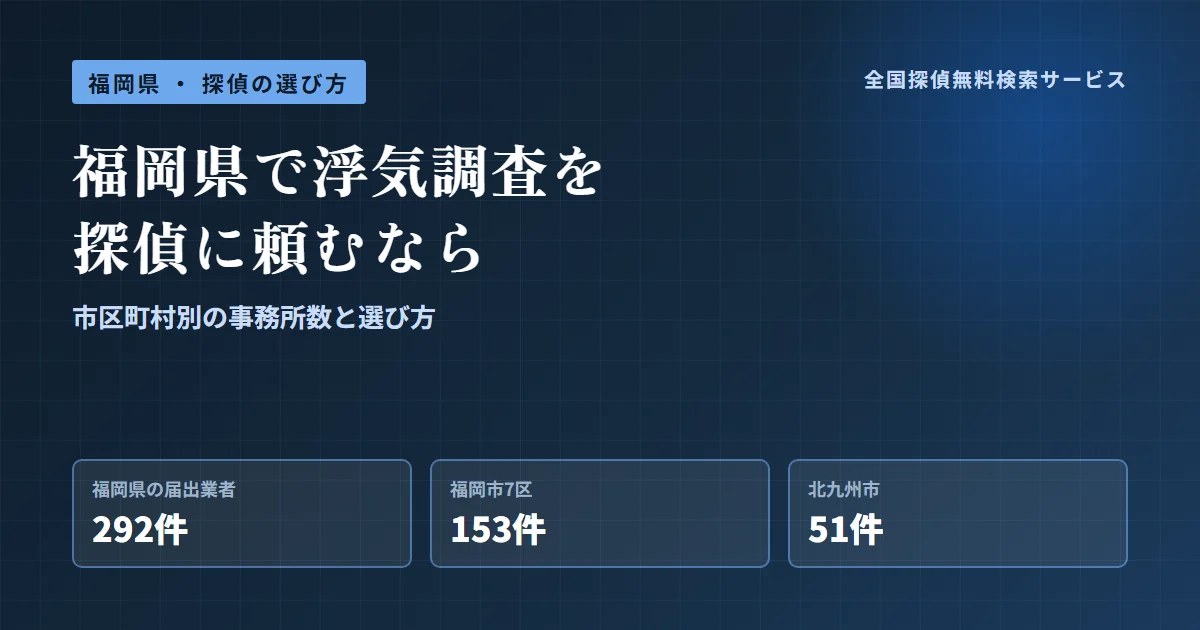 福岡県 ・ 探偵の選び方
全国探偵無料検索サービス
福岡県で浮気調査を
探偵に頼むなら
市区町村別の事務所数と選び方
福岡県の届出業者
292件
福岡市7区
153件
北九州市
51件